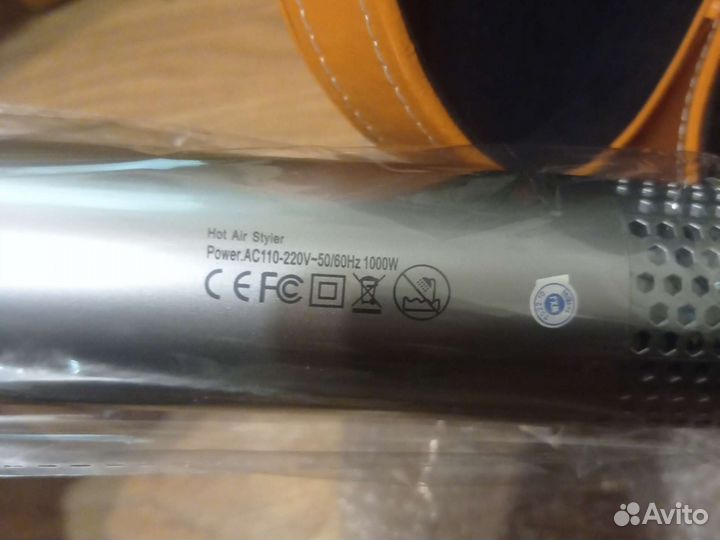 Hot Air Styler
Power.AC110-220V~50/60Hz 1000W
CE FC
Avito